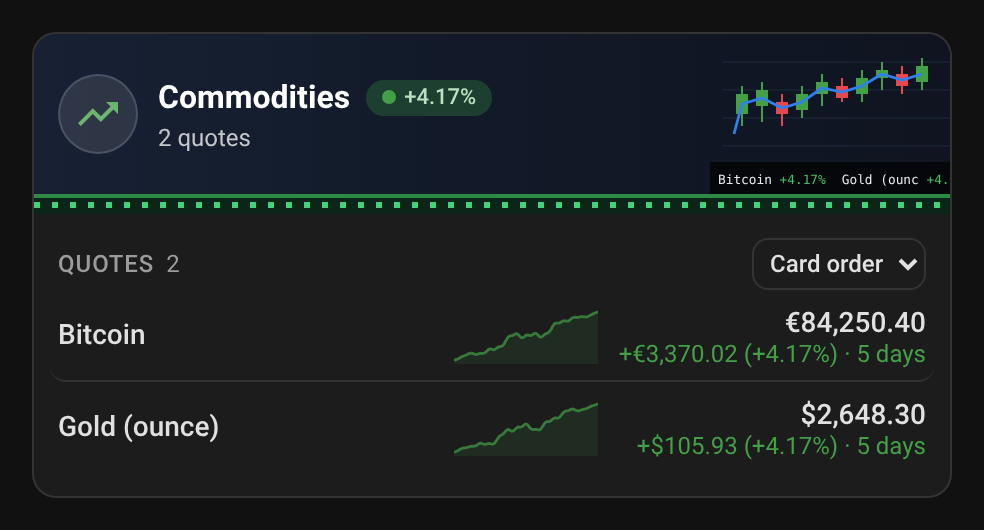 Commodities
+4.17%
2 quotes
Bitcoin +4.17% Gold (ounc +4.
QUOTES 2
Card order
Bitcoin
€84,250.40
+€3,370.02 (+4.17%) · 5 days
Gold (ounce)
$2,648.30
+$105.93 (+4.17%) · 5 days